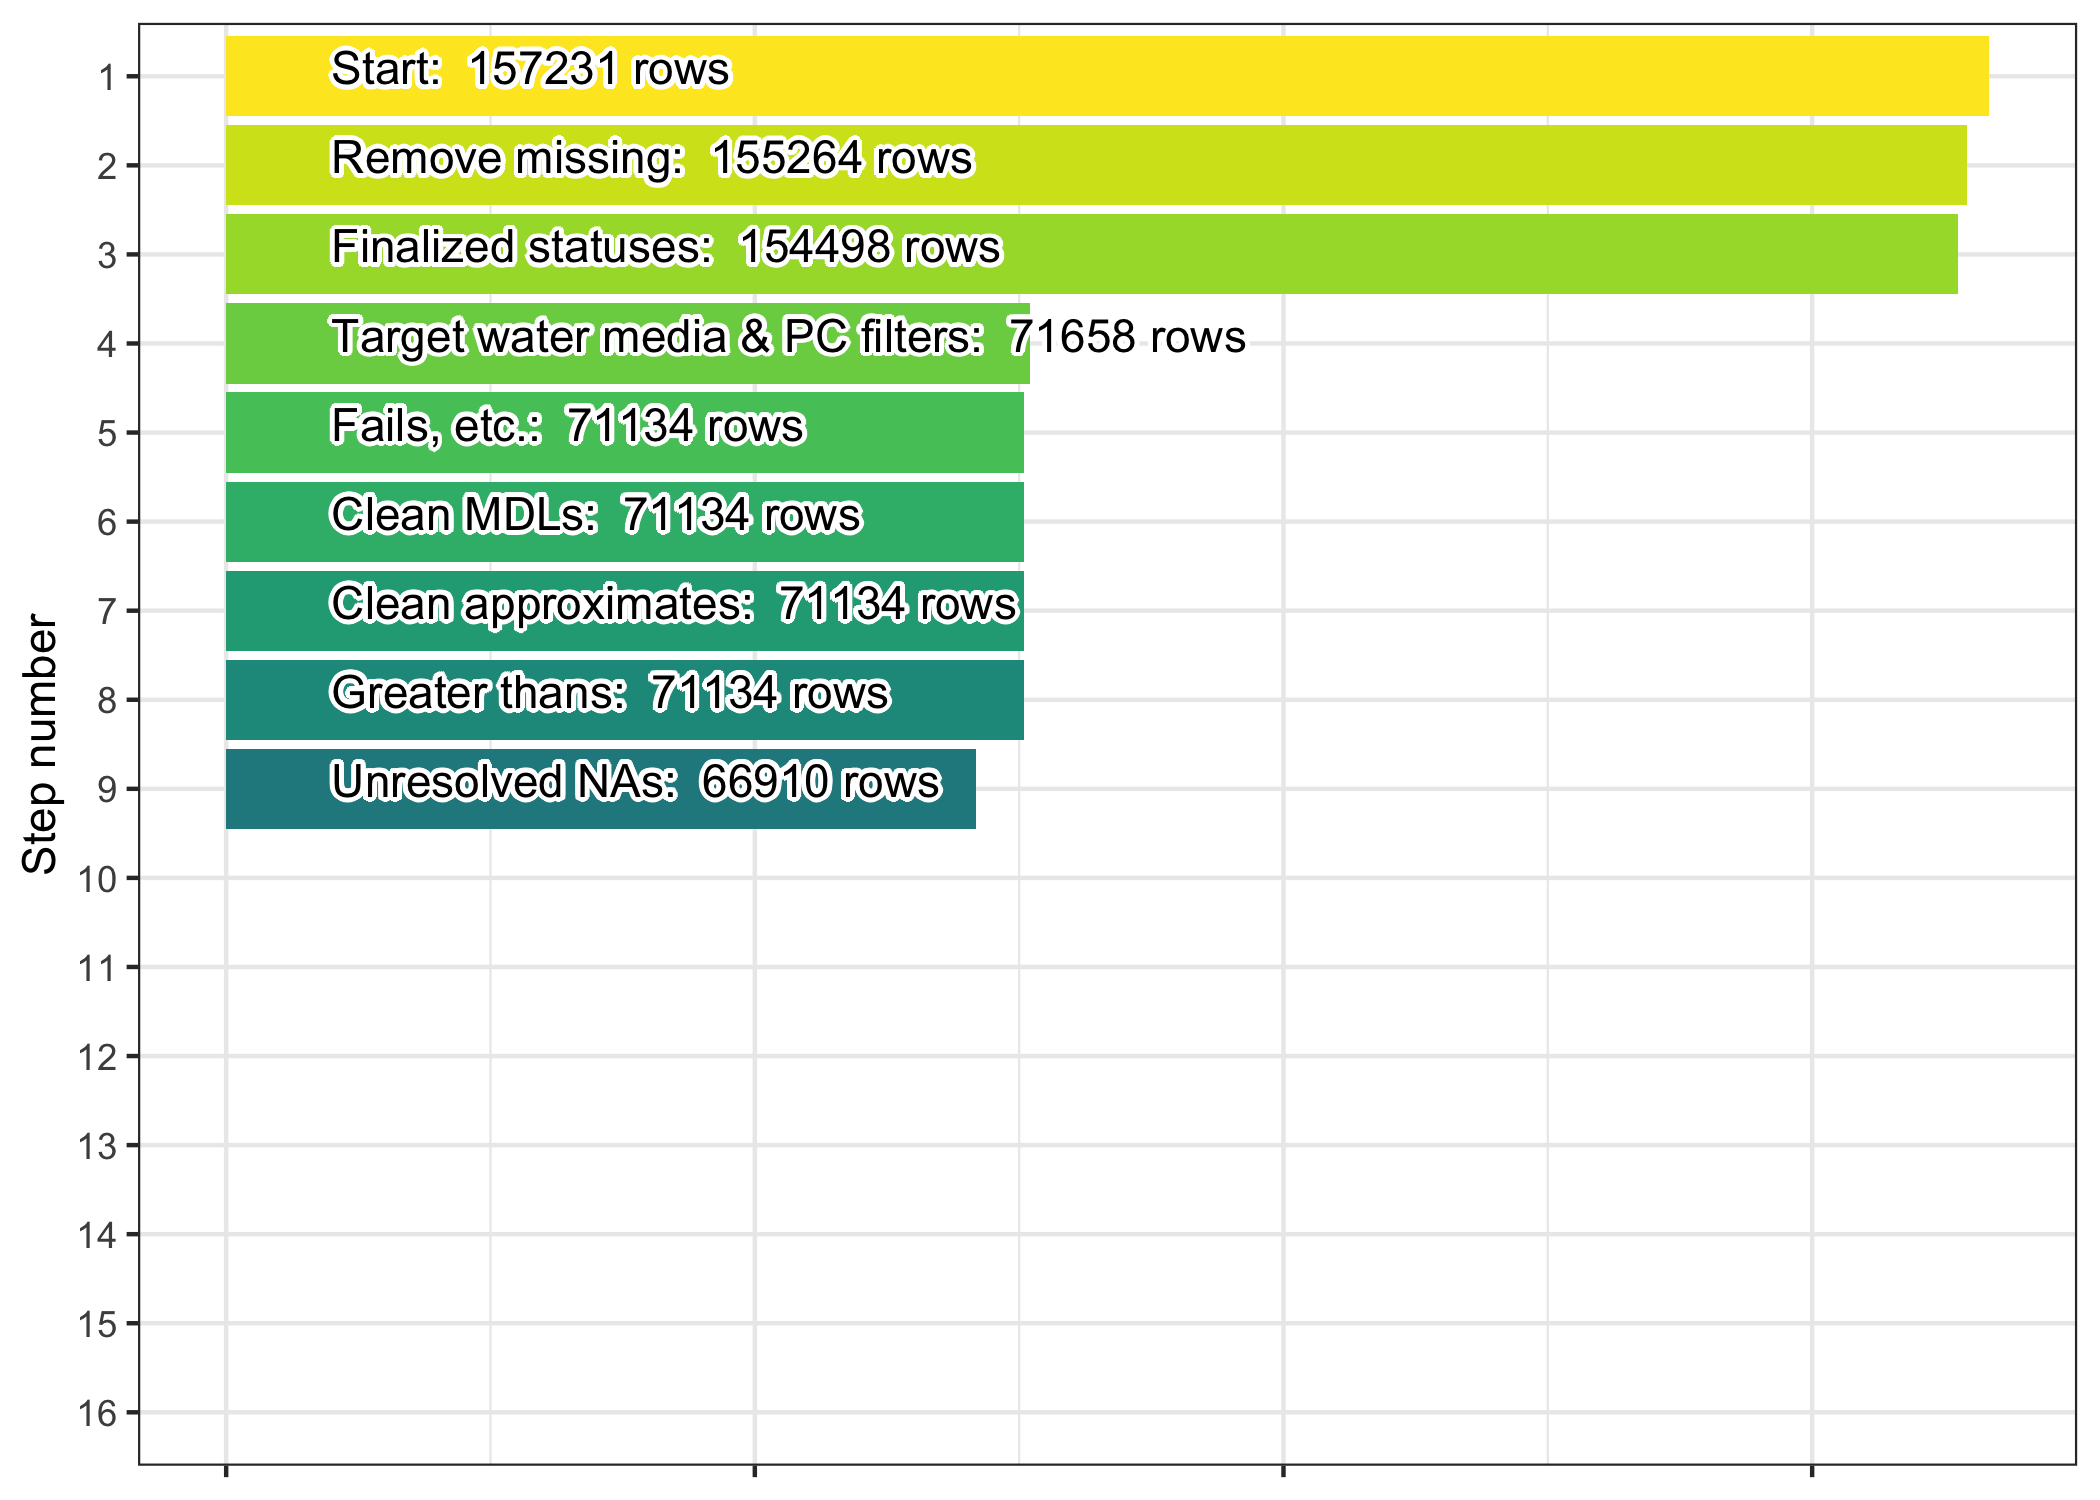 1
Start:  157231 rows
2
Remove missing:  155264 rows
3
Finalized statuses:  154498 rows
4
Target water media & PC filters:  71658 rows
5
Fails, etc.:  71134 rows
6
Clean MDLs:  71134 rows
7
Clean approximates:  71134 rows
8
Greater thans:  71134 rows
9
Unresolved NAs:  66910 rows
10
11
12
13
14
15
16
Step number